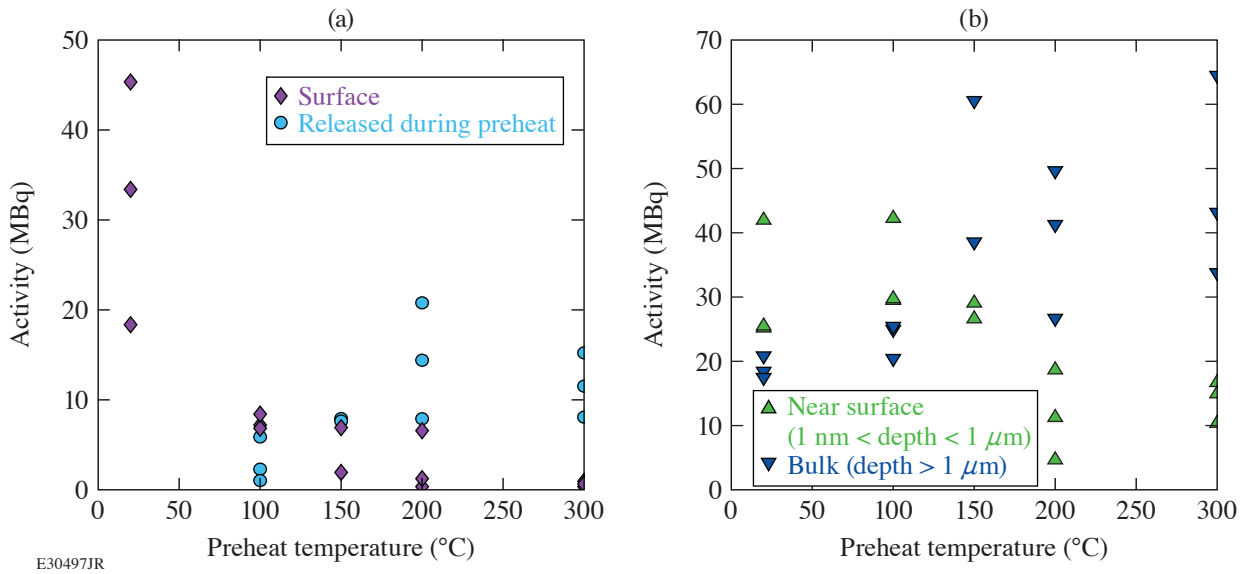 (a)
50
40
30
20
10
0
Activity (MBq)
Surface
Released during preheat
0 50 100 150 200 250 300
Preheat temperature (°C)
(b)
70
60
50
40
30
20
10
0
Activity (MBq)
Near surface
(1 nm < depth < 1 μm)
Bulk (depth > 1 μm)
0 50 100 150 200 250 300
Preheat temperature (°C)
E30497JR